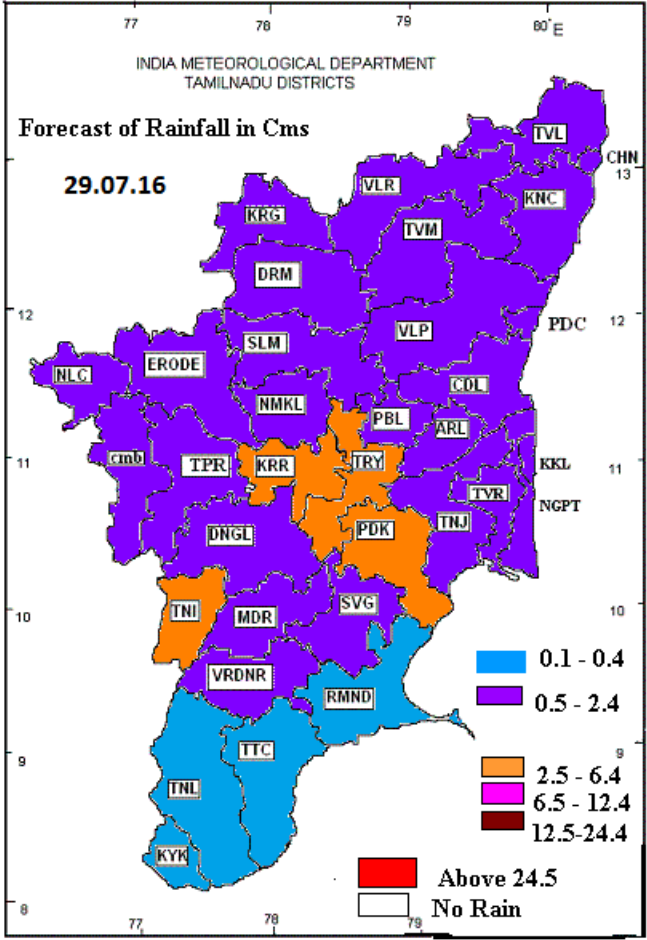 77 78 79 80° E
INDIA METEOROLOGICAL DEPARTMENT
TAMILNADU DISTRICTS
Forecast of Rainfall in Cms
29.07.16
TVL
CHN
13
VLR
KNC
KRG
TVM
DRM
12
12
PDC
VLP
SLM
ERODE
NLG
CDL
NMKL
PBL
ARL
cmb
11
TPR
KRR
TRY
KKL
11
TVR
NGPT
TNJ
PDK
DNGL
10
TNI
MDR
SVG
10
0.1 - 0.4
VRDNR
RMND
0.5 - 2.4
9
TTC
9
2.5 - 6.4
TNL
6.5 - 12.4
12.5-24.4
KYK
Above 24.5
No Rain
8
77 78 79